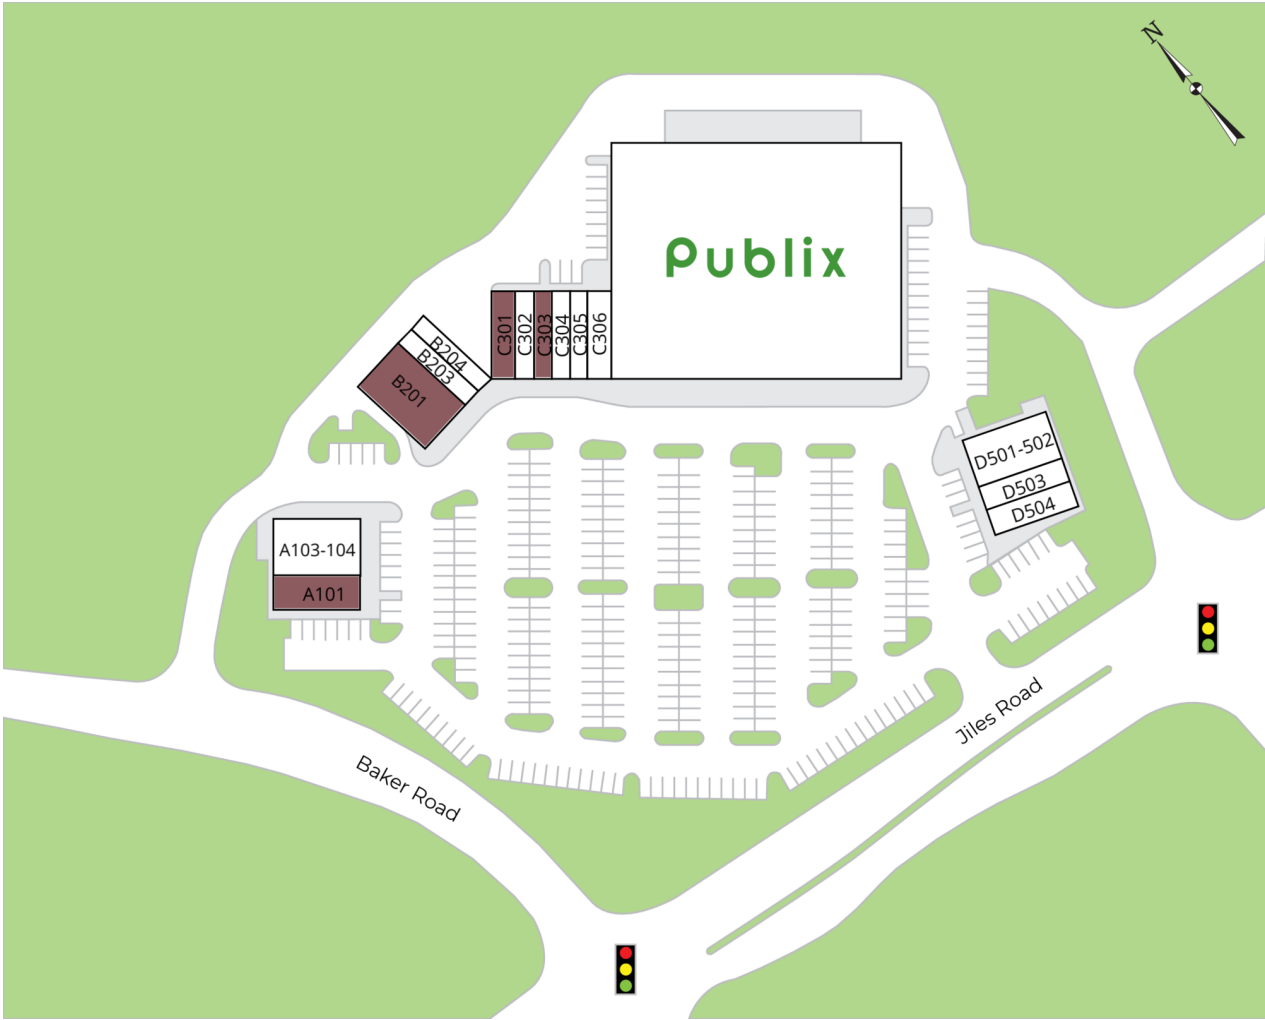 N
Publix
C301
C302
C303
C304
C305
C306
B204
B203
B201
D501-502
D503
D504
A103-104
A101
Jiles Road
Baker Road